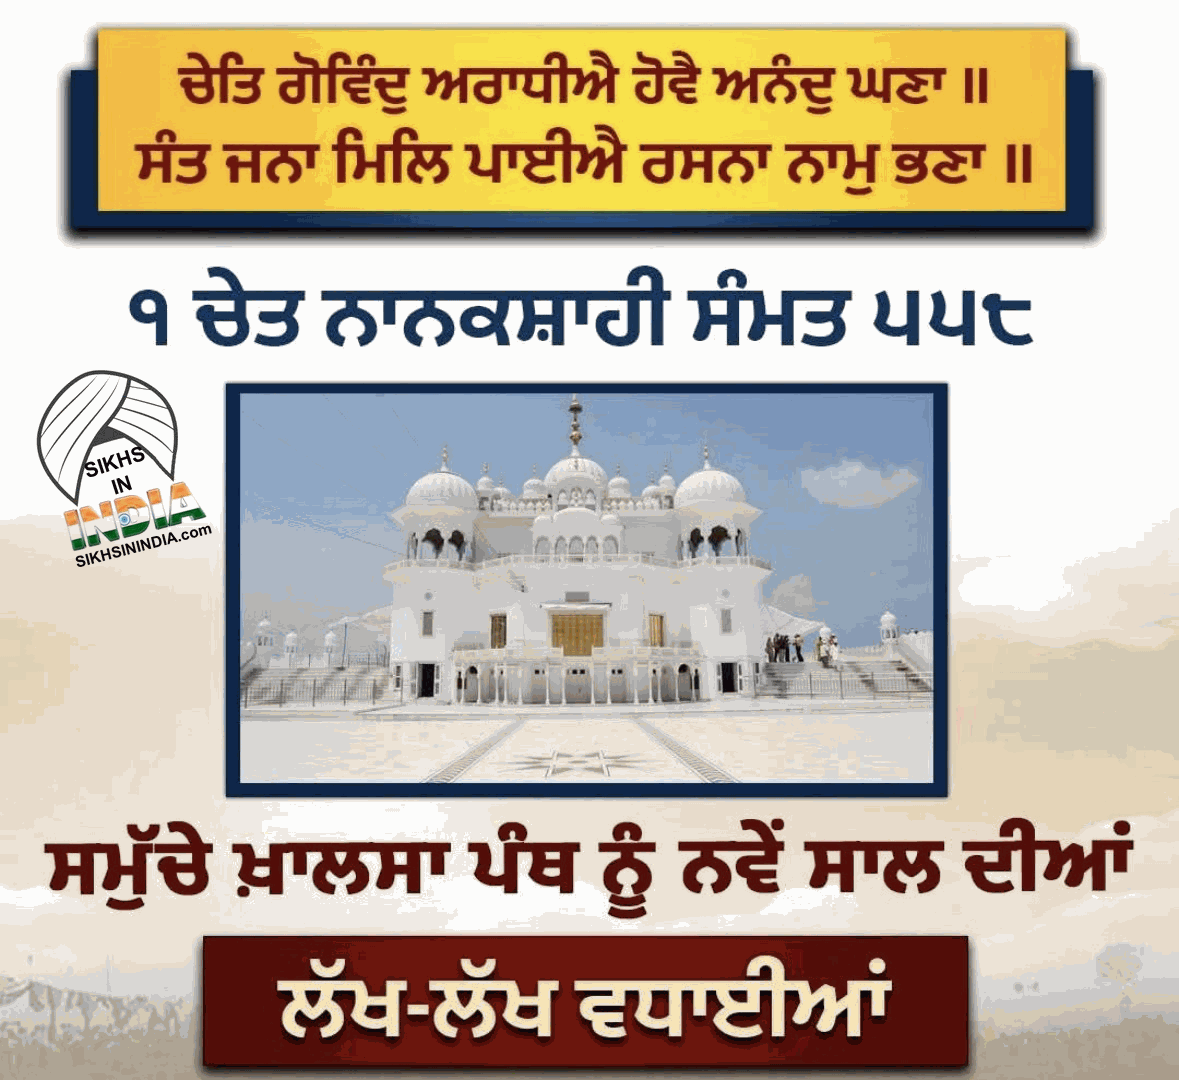 ਚੇਤਿ ਗੋਵਿੰਦੁ ਅਰਾਧੀਐ ਹੋਵੈ ਅਨੰਦੁ ਘਣਾ ॥
ਸੰਤ ਜਨਾ ਮਿਲਿ ਪਾਈਐ ਰਸਨਾ ਨਾਮੁ ਭਣਾ ॥
੧ ਚੇਤ ਨਾਨਕਸ਼ਾਹੀ ਸੰਮਤ ੫੫੮
SIKHS
IN
INDIA
SIKHSININDIA.com
ਸਮੁੱਚੇ ਖ਼ਾਲਸਾ ਪੰਥ ਨੂੰ ਨਵੇਂ ਸਾਲ ਦੀਆਂ
ਲੱਖ-ਲੱਖ ਵਧਾਈਆਂ